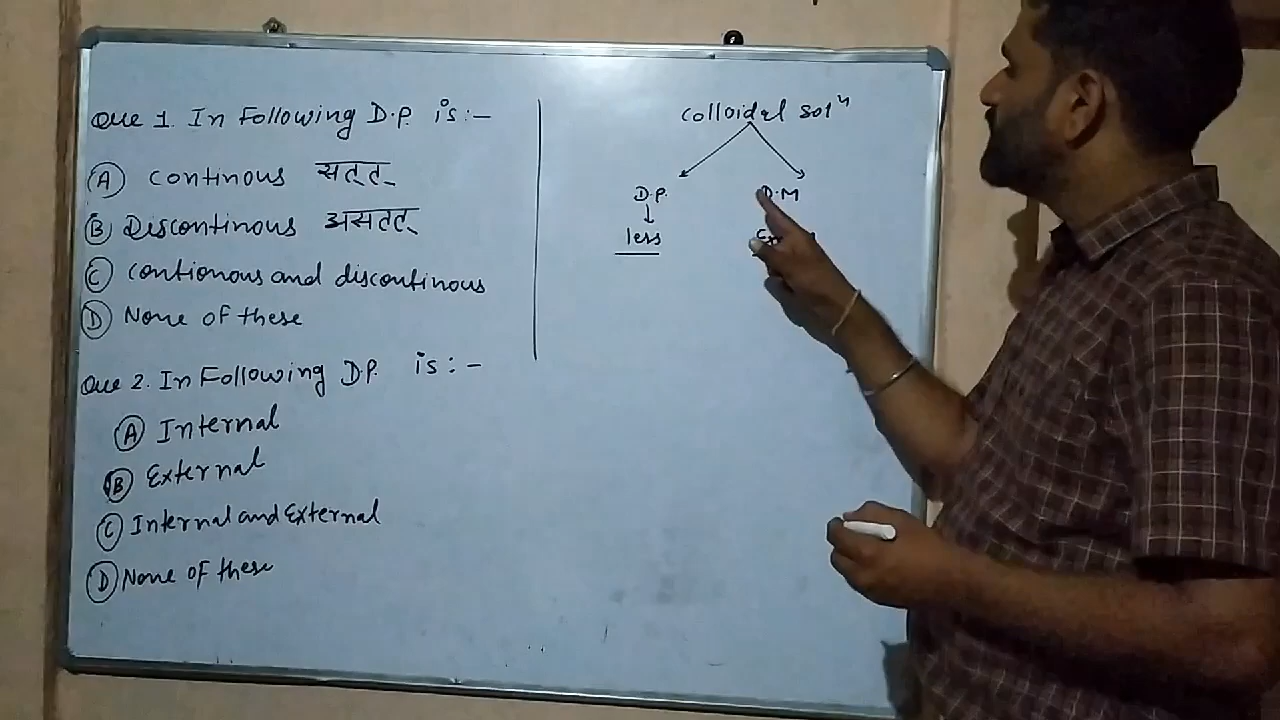 Que 1. In Following D.P. is:-
(A) Continous सतत्
(B) Discontinous असतत्
(C) Contionous and discontinous
(D) None of these
Que 2. In Following D.P. is:-
(A) Internal
(B) External
(C) Internal and External
(D) None of these
Colloidal solⁿ
D.P. D.M
less